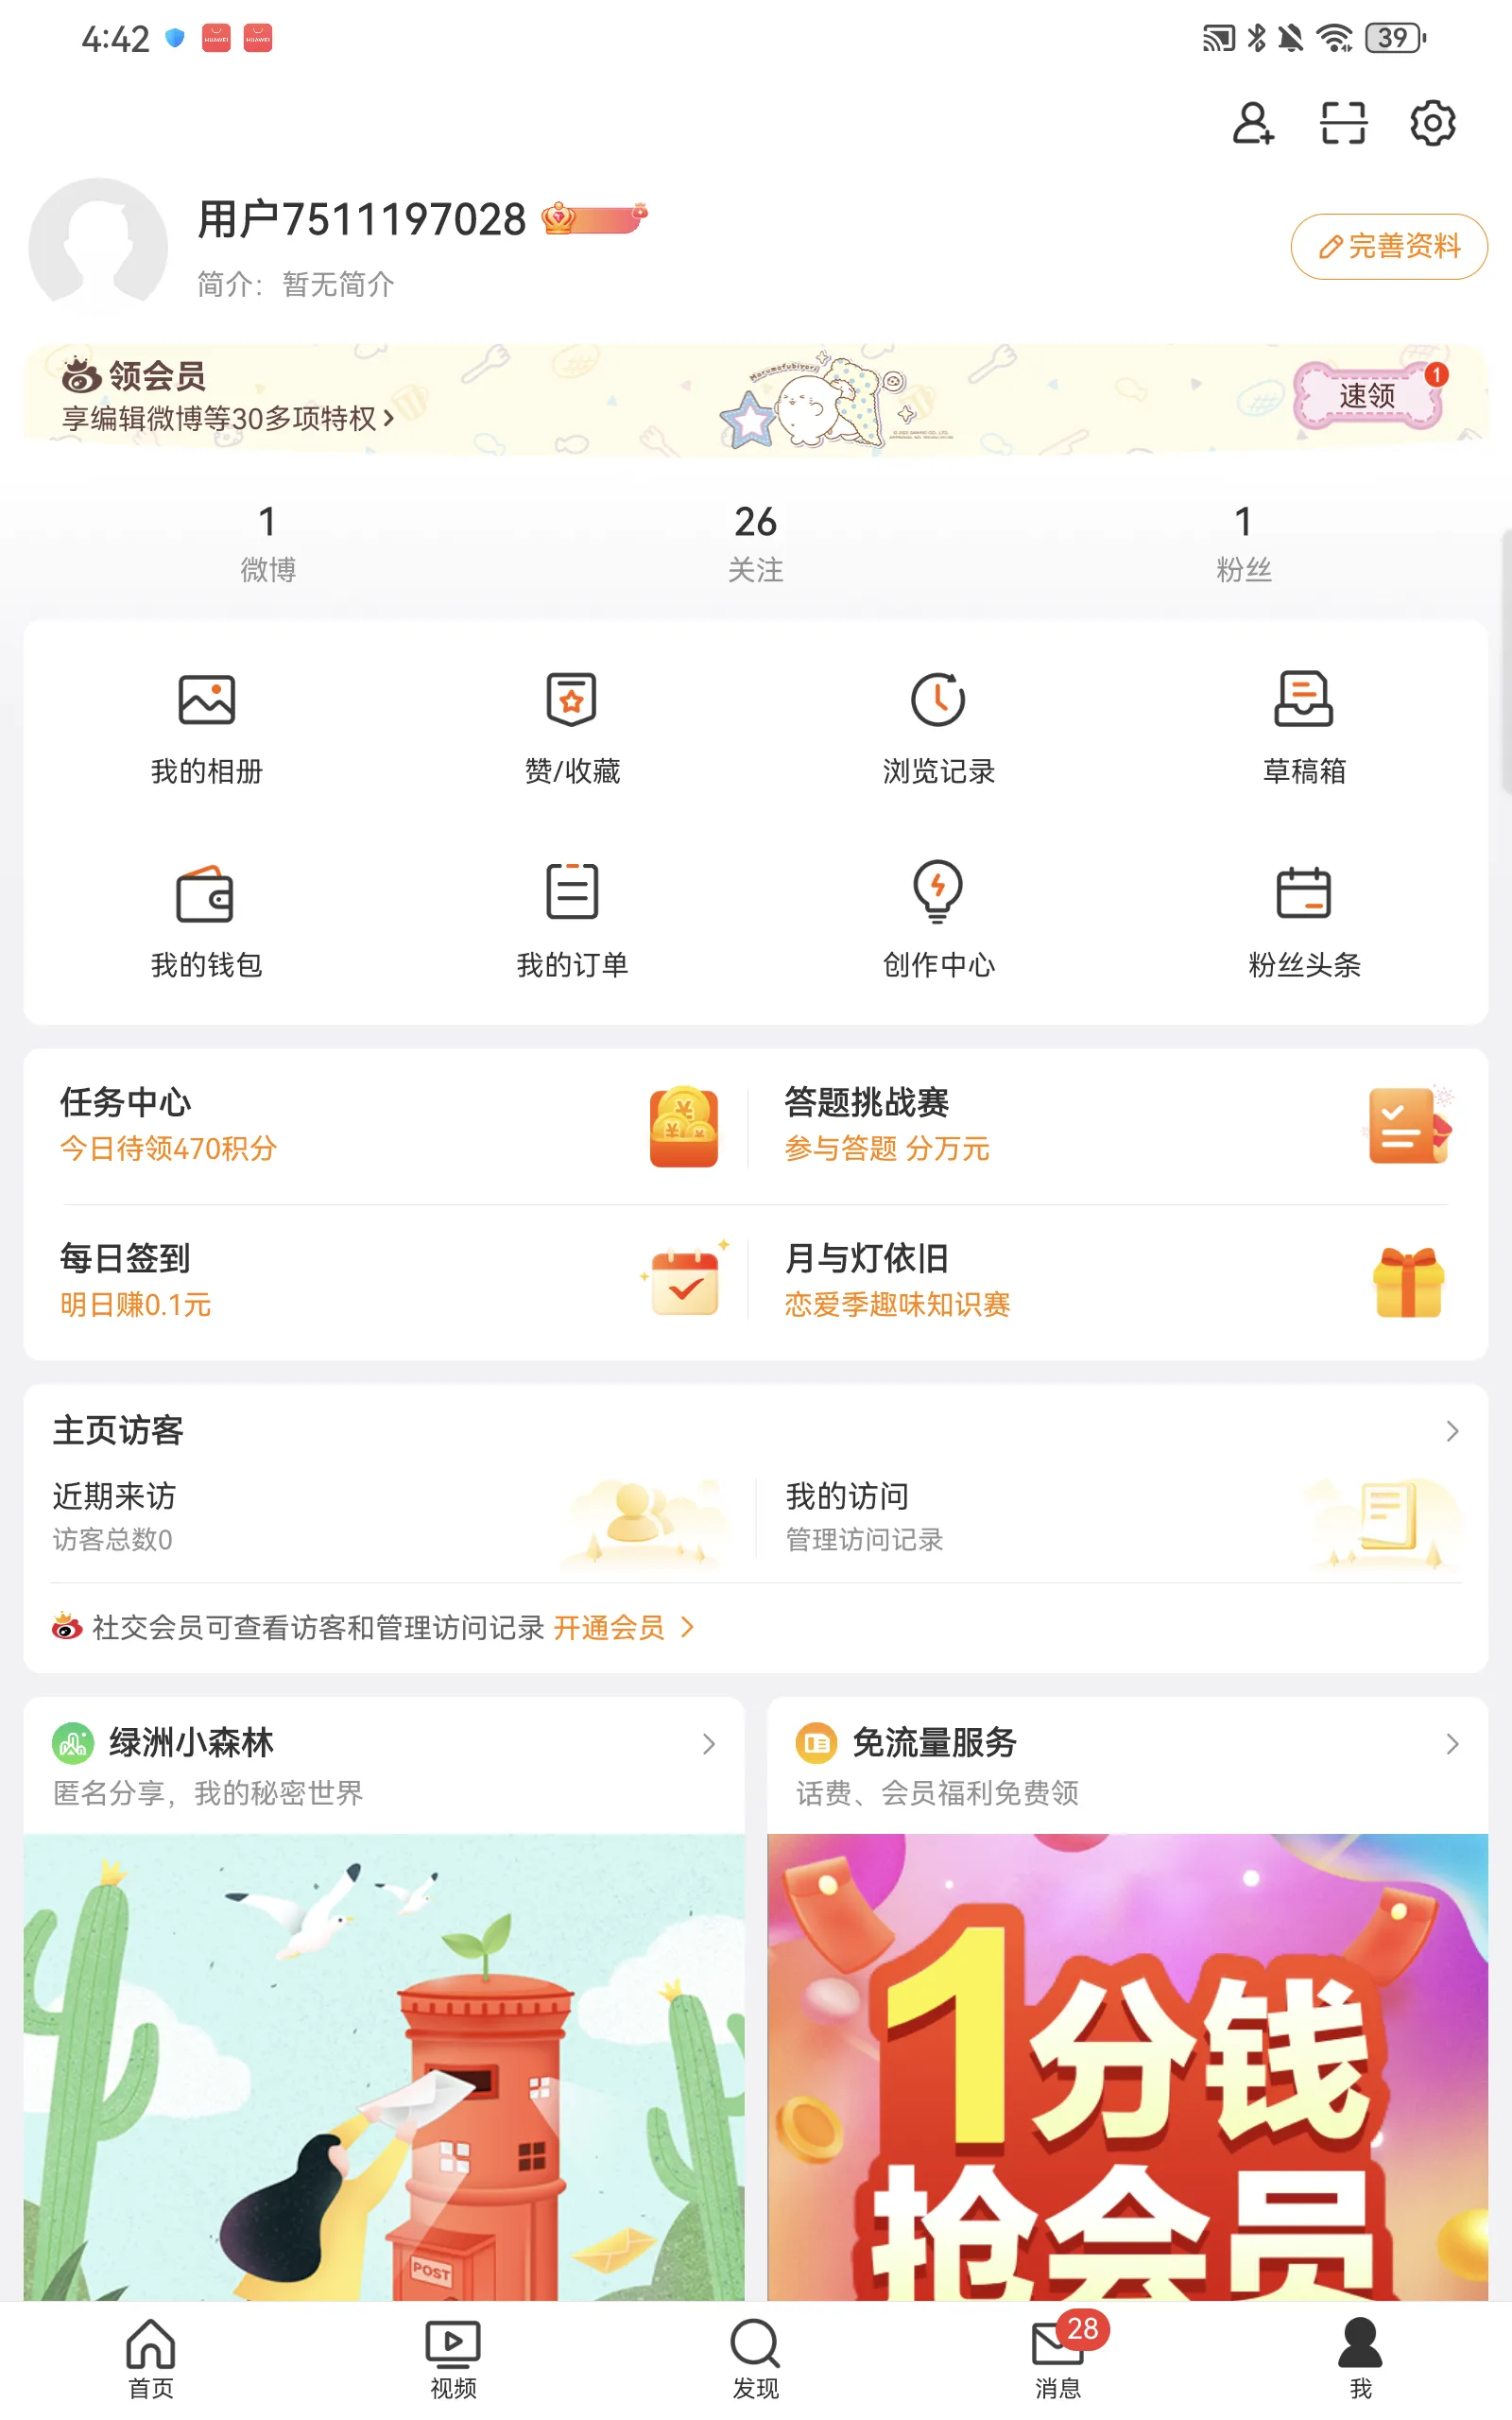 4:42
HUAWEI
HUAWEI
39
用户7511197028
简介：暂无简介
完善资料
领会员
享编辑微博等30多项特权
Marumofubiyori
速领
1
1
微博
26
关注
1
粉丝
我的相册
赞/收藏
浏览记录
草稿箱
我的钱包
我的订单
创作中心
粉丝头条
任务中心
今日待领470积分
答题挑战赛
参与答题 分万元
每日签到
明日赚0.1元
月与灯依旧
恋爱季趣味知识赛
主页访客
近期来访
访客总数0
我的访问
管理访问记录
社交会员可查看访客和管理访问记录 开通会员
绿洲小森林
匿名分享，我的秘密世界
免流量服务
话费、会员福利免费领
POST
1分钱
抢会员
首页
视频
发现
28
消息
我